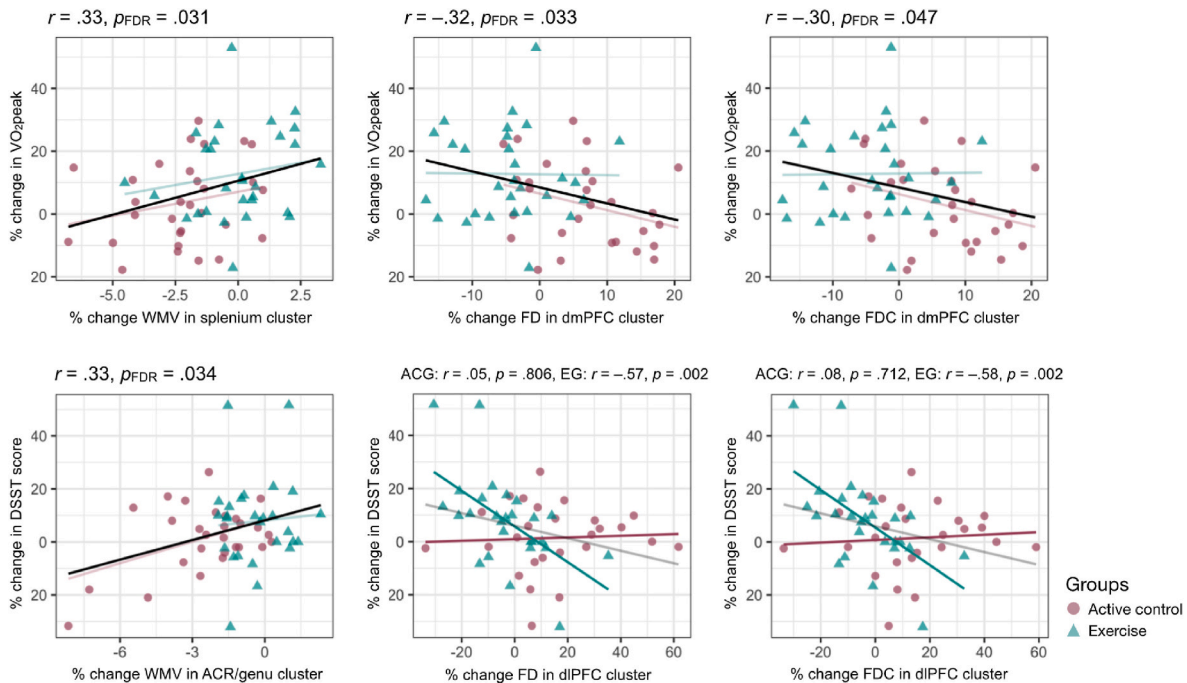 r = .33, pFDR = .031
r = –.32, pFDR = .033
r = –.30, pFDR = .047
% change in VO₂peak
40
20
0
20
-5.0
-2.5
0.0
2.5
% change WMV in splenium cluster
% change in VO₂peak
40
20
0
20
-10
0
10
20
% change FD in dmPFC cluster
% change in VO₂peak
40
20
0
20
-10
0
10
20
% change FDC in dmPFC cluster
r = .33, pFDR = .034
ACG: r = .05, p = .806, EG: r = –.57, p = .002
ACG: r = .08, p = .712, EG: r = –.58, p = .002
% change in DSST score
40
20
0
20
-6
-3
0
% change WMV in ACR/genu cluster
% change in DSST score
40
20
0
20
-20
0
20
40
60
% change FD in dlPFC cluster
% change in DSST score
40
20
0
20
-20
0
20
40
60
% change FDC in dlPFC cluster
Groups
Active control
Exercise